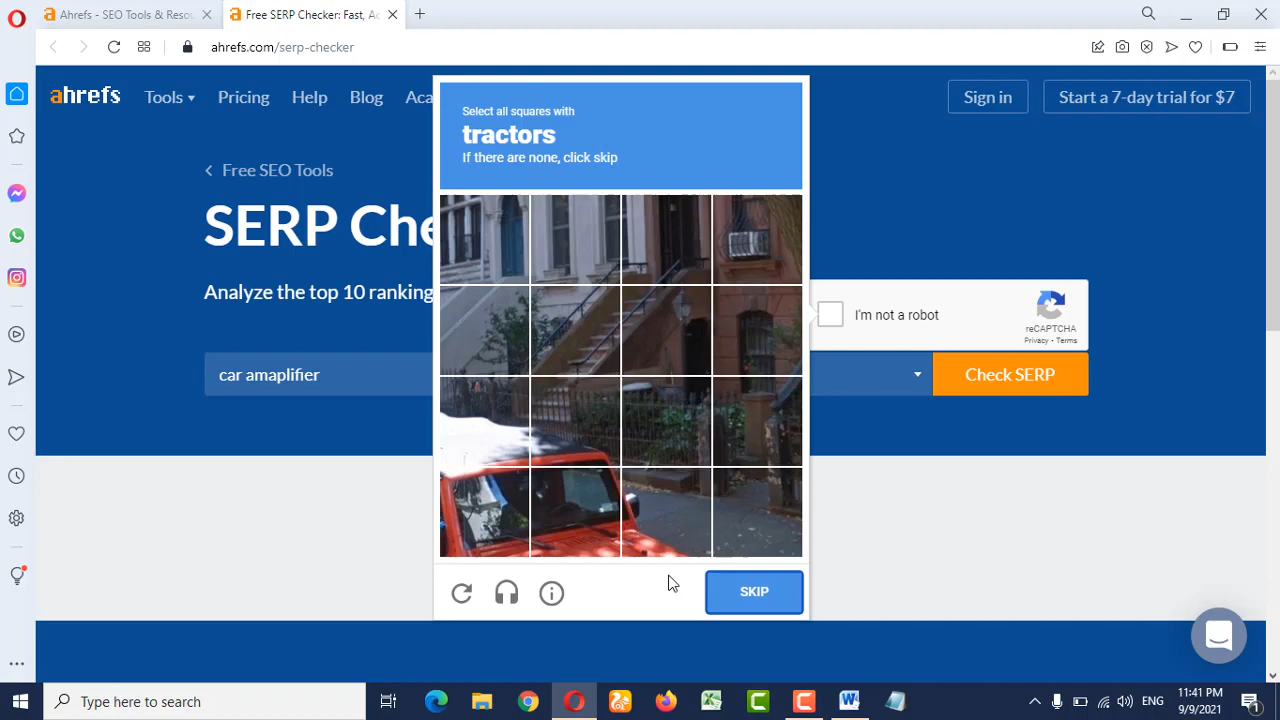 Ahrefs - SEO Tools & Resou
Free SERP Checker: Fast, Ac
ahrefs.com/serp-checker
ahrefs
Tools
Pricing
Help
Blog
Aca
Sign in
Start a 7-day trial for $7
Free SEO Tools
SERP Che
Analyze the top 10 ranking
car amaplifier
Check SERP
Select all squares with
tractors
If there are none, click skip
SKIP
I'm not a robot
reCAPTCHA
Privacy - Terms
Type here to search
ENG
11:41 PM
9/9/2021
1